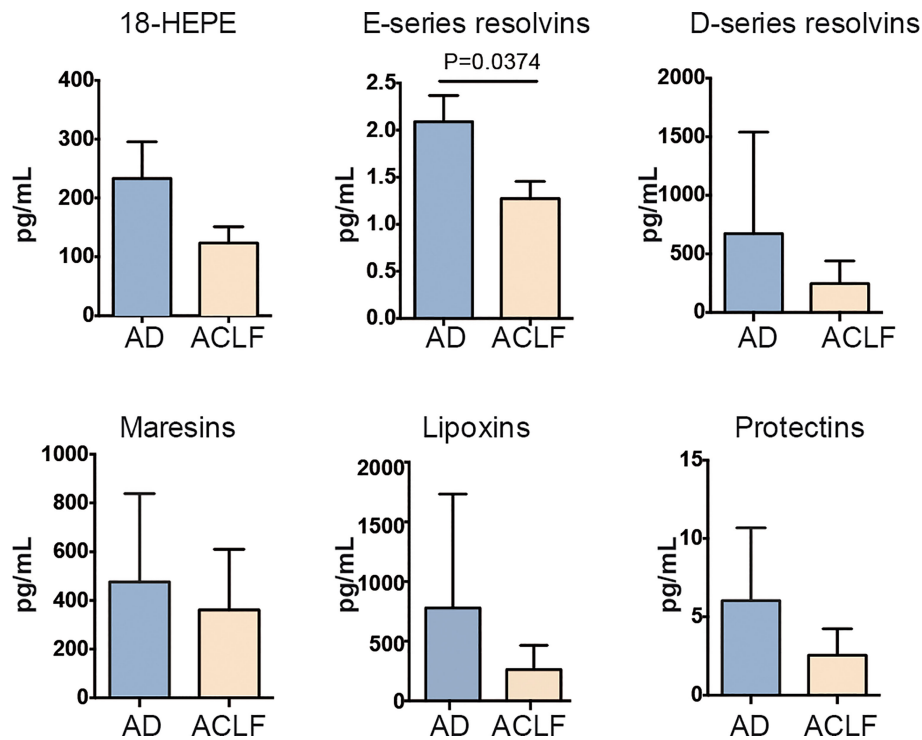 18-HEPE
E-series resolvins
D-series resolvins
P=0.0374
pg/mL
400
300
200
100
0
AD ACLF
pg/mL
2.5
2.0
1.5
1.0
0.5
0.0
AD ACLF
pg/mL
2000
1500
1000
500
0
AD ACLF
Maresins
Lipoxins
Protectins
pg/mL
1000
800
600
400
200
0
AD ACLF
pg/mL
2000
1500
1000
500
0
AD ACLF
pg/mL
15
10
5
0
AD ACLF